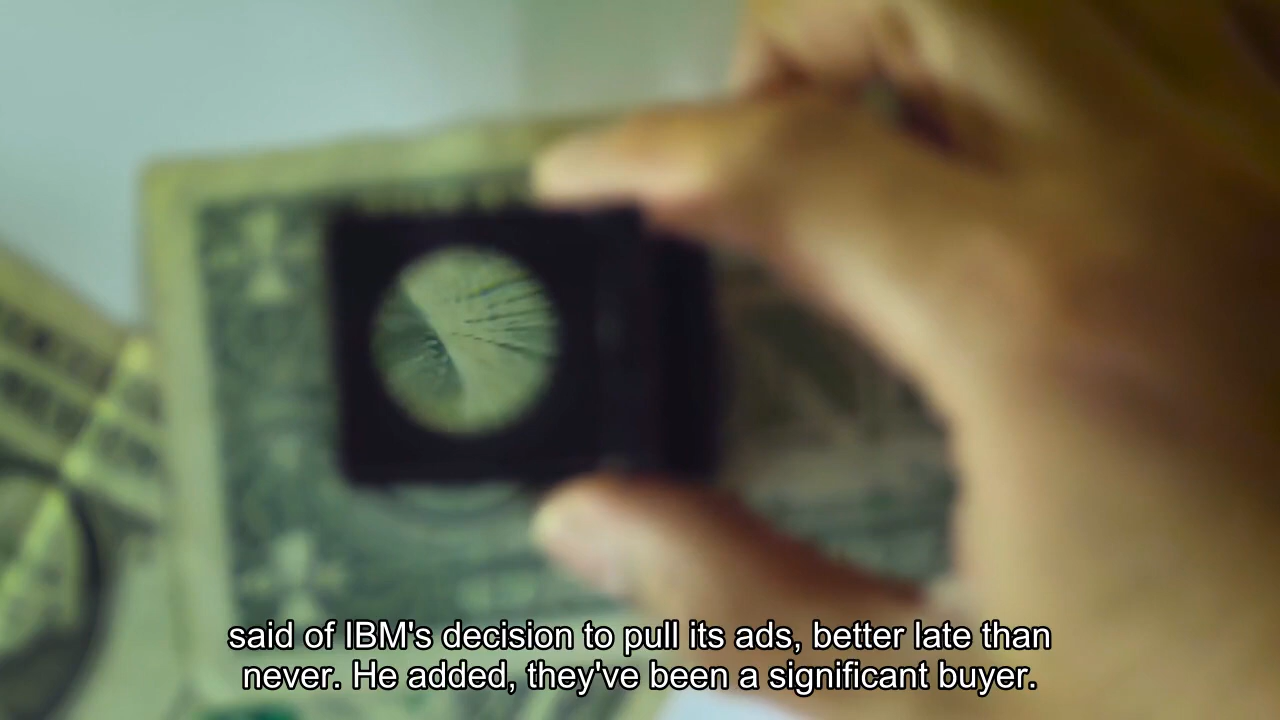 said of IBM's decision to pull its ads, better late than
never. He added, they've been a significant buyer.